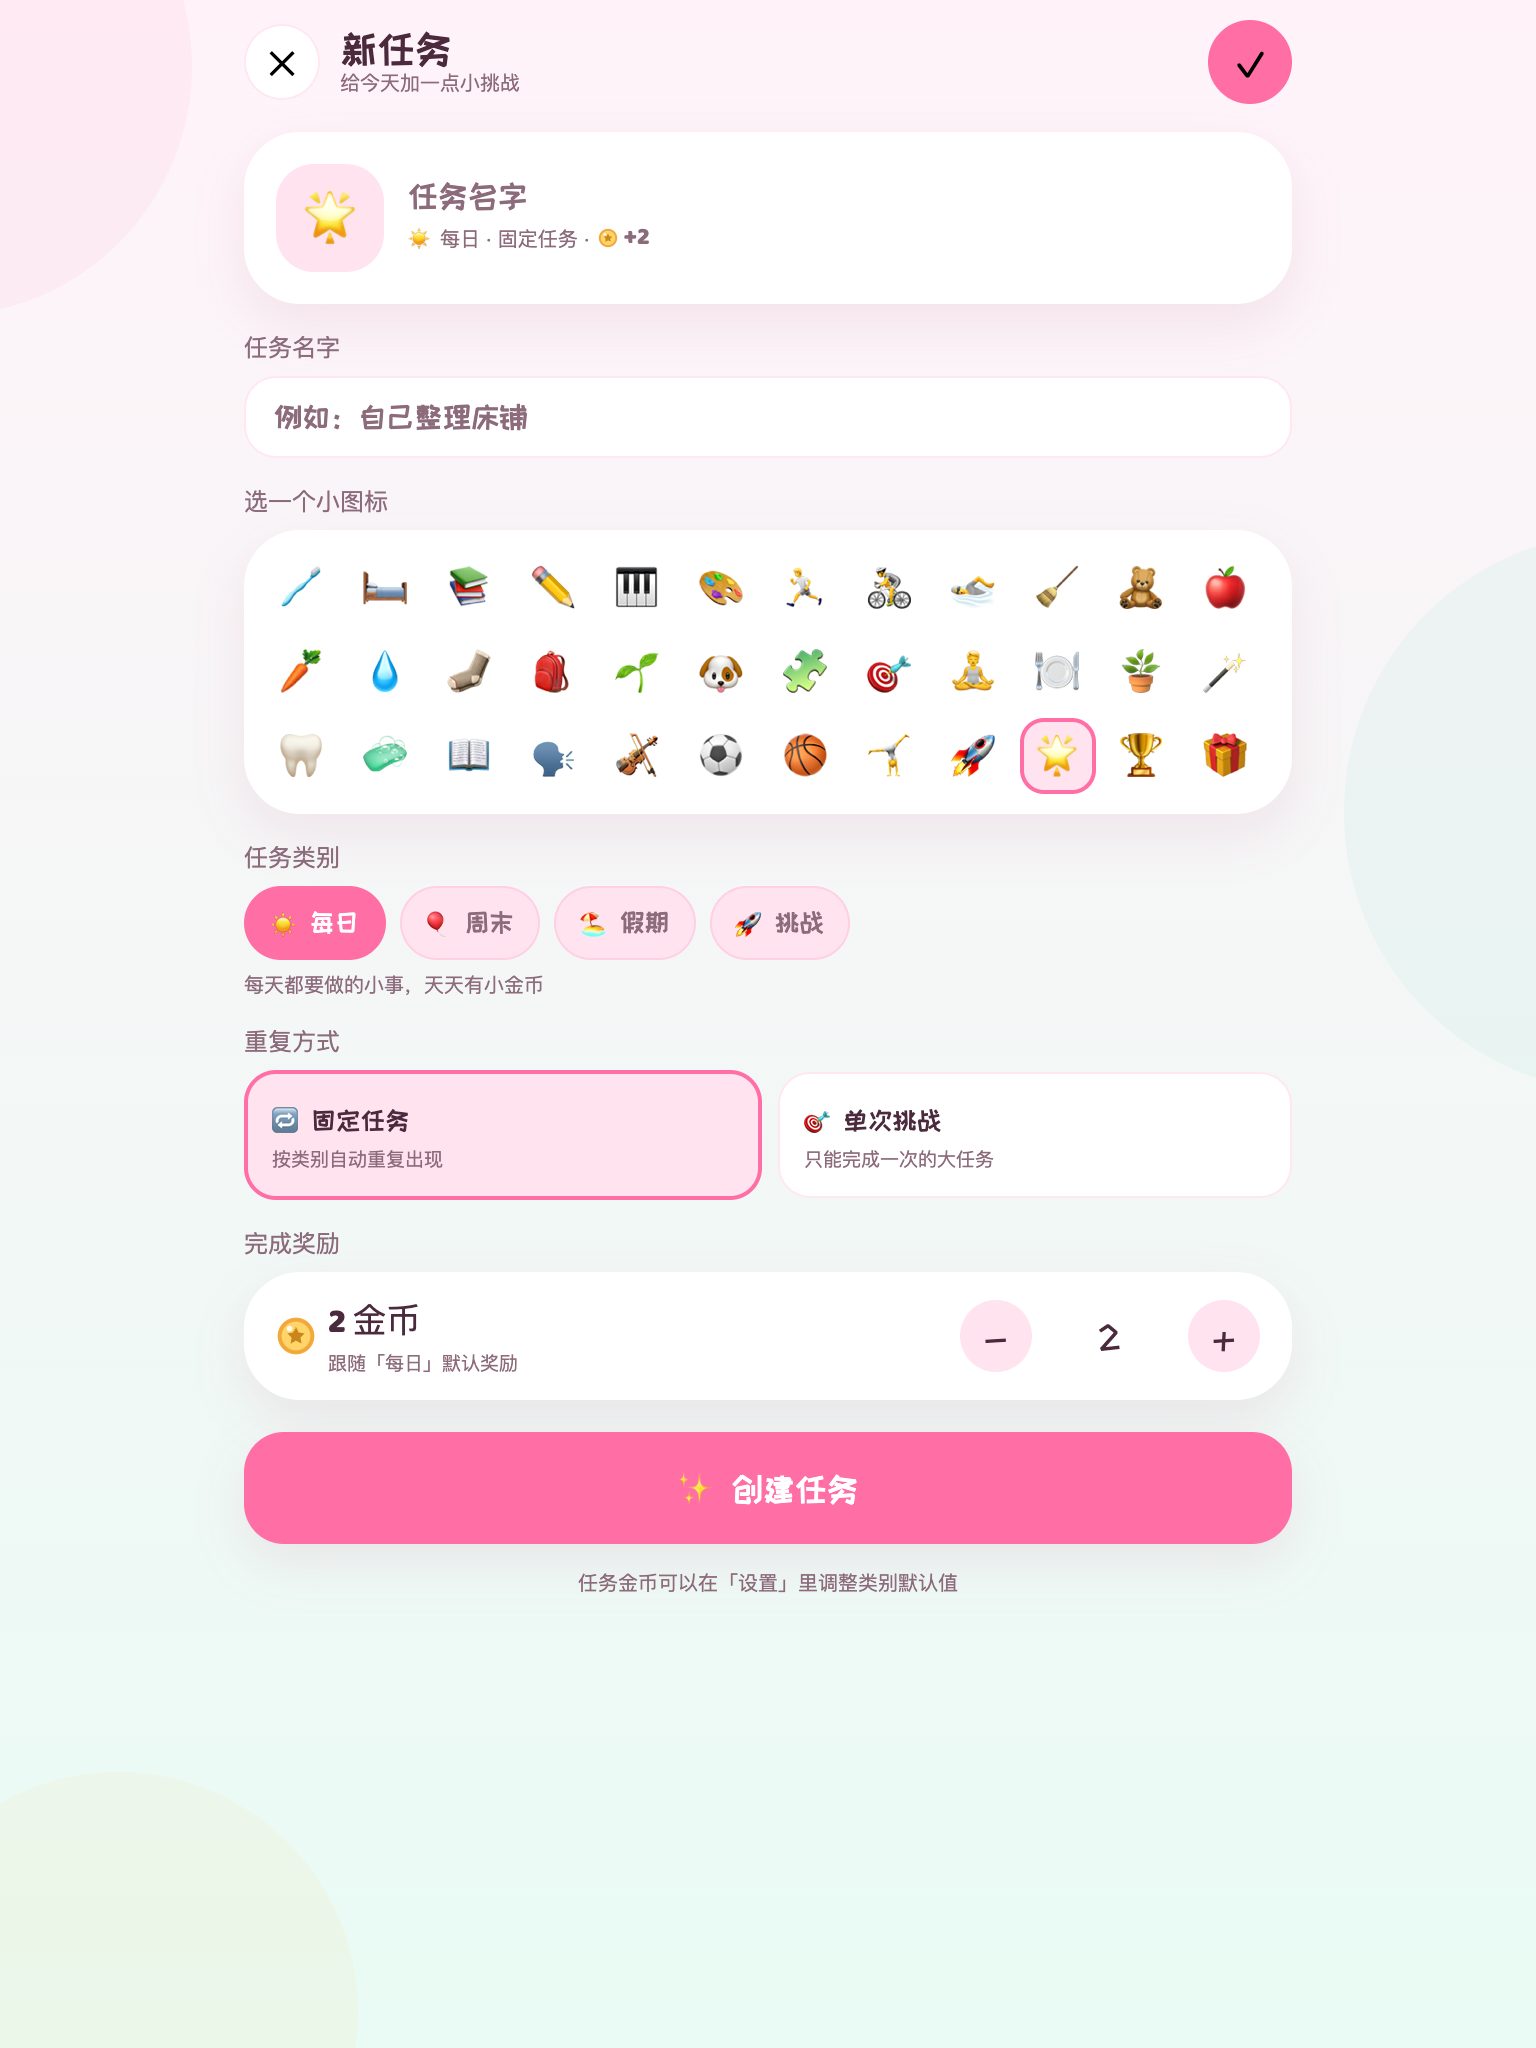 新任务
给今天加一点小挑战
任务名字
每日 · 固定任务 · +2
任务名字
例如：自己整理床铺
选一个小图标
任务类别
每日 周末 假期 挑战
每天都要做的小事，天天有小金币
重复方式
固定任务
按类别自动重复出现
单次挑战
只能完成一次的大任务
完成奖励
2 金币
跟随「每日」默认奖励
− 2 +
创建任务
任务金币可以在「设置」里调整类别默认值